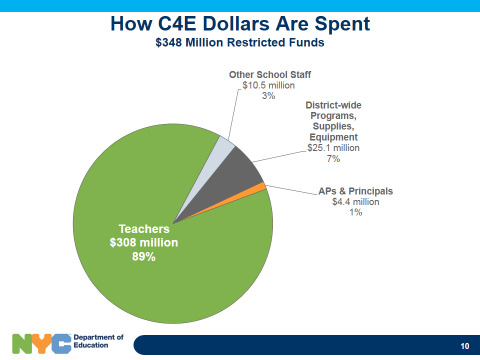 How C4E Dollars Are Spent
$348 Million Restricted Funds
Other School Staff
$10.5 million
3%
District-wide
Programs,
Supplies,
Equipment
$25.1 million
7%
APs & Principals
$4.4 million
1%
Teachers
$308 million
89%
NYC
Department of
Education
10